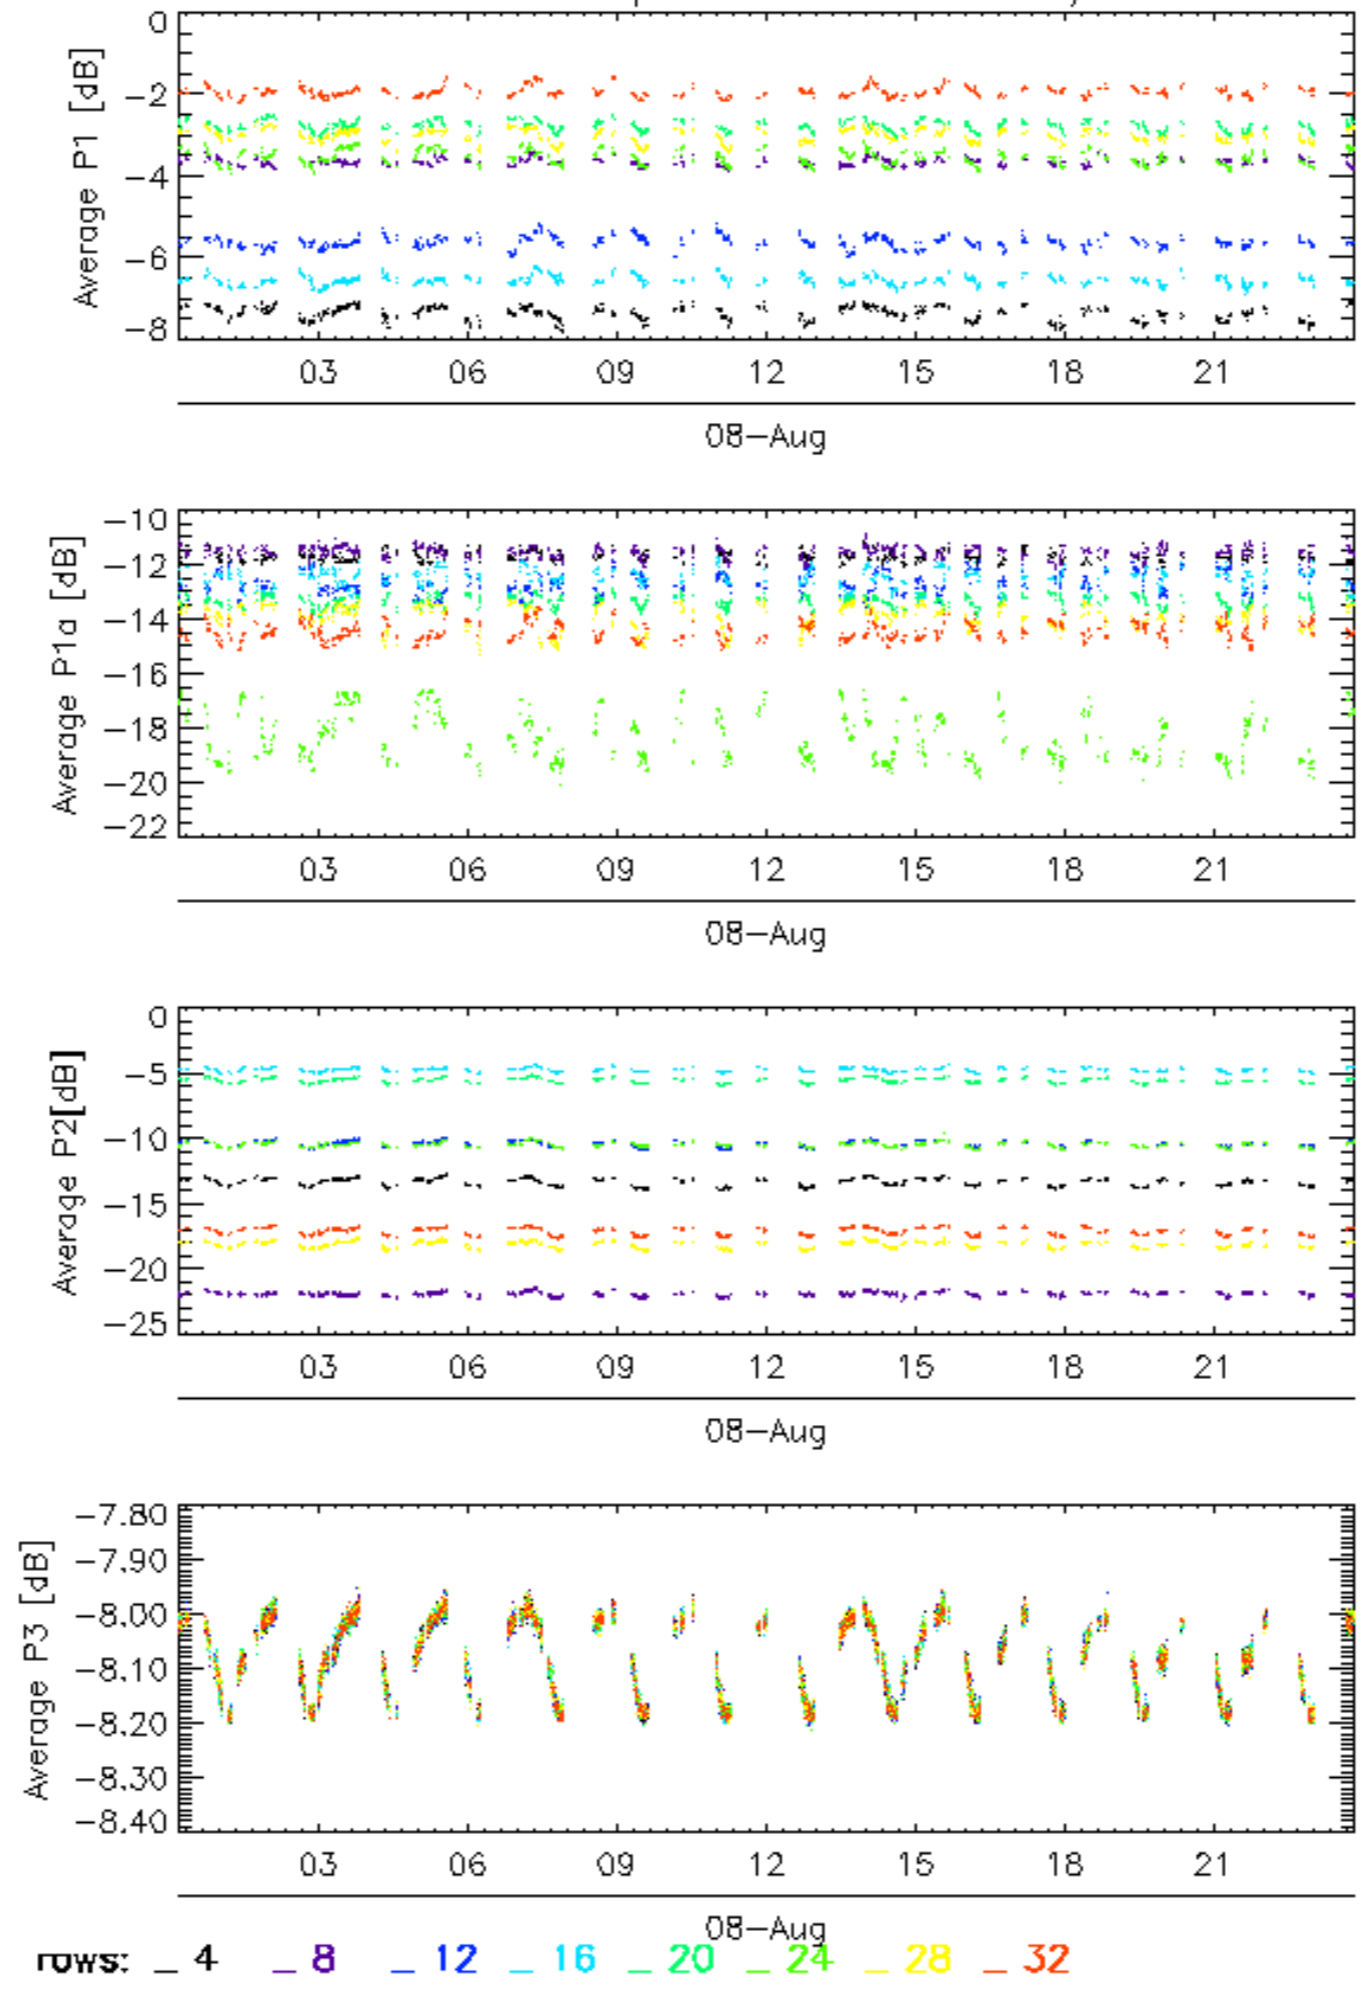 0
−2
−4
−6
−8
Average P1 [dB]
03 06 09 12 15 18 21
08−Aug
−10
−12
−14
−16
−18
−20
−22
Average P1a [dB]
03 06 09 12 15 18 21
08−Aug
0
−5
−10
−15
−20
−25
Average P2[dB]
03 06 09 12 15 18 21
08−Aug
−7.80
−7.90
−8.00
−8.10
−8.20
−8.30
−8.40
Average P3 [dB]
03 06 09 12 15 18 21
08−Aug
rows: _ 4 _ 8 _ 12 _ 16 _ 20 _ 24 _ 28 _ 32